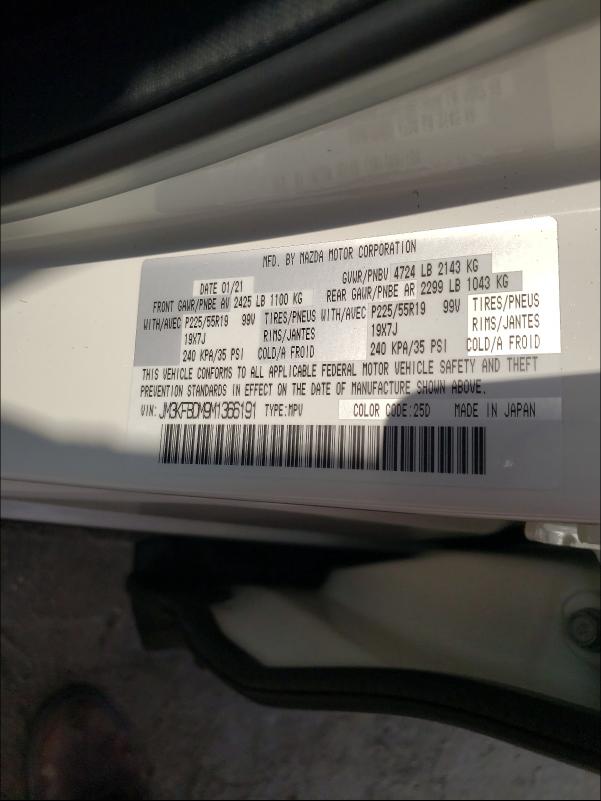 MFD. BY MAZDA MOTOR CORPORATION
DATE 01/21 GVWR/PNBV 4724 LB 2143 KG
FRONT GAWR/PNBE AV 2425 LB 1100 KG REAR GAWR/PNBE AR 2299 LB 1043 KG
WITH/AVEC P225/55R19 99V TIRES/PNEUS WITH/AVEC P225/55R19 99V TIRES/PNEUS
19X7J RIMS/JANTES 19X7J RIMS/JANTES
240 KPA/35 PSI COLD/A FROID 240 KPA/35 PSI COLD/A FROID
THIS VEHICLE CONFORMS TO ALL APPLICABLE FEDERAL MOTOR VEHICLE SAFETY AND THEFT
PREVENTION STANDARDS IN EFFECT ON THE DATE OF MANUFACTURE SHOWN ABOVE.
VIN: JM3KFBDM9M1366191 TYPE:MPV COLOR CODE:25D MADE IN JAPAN